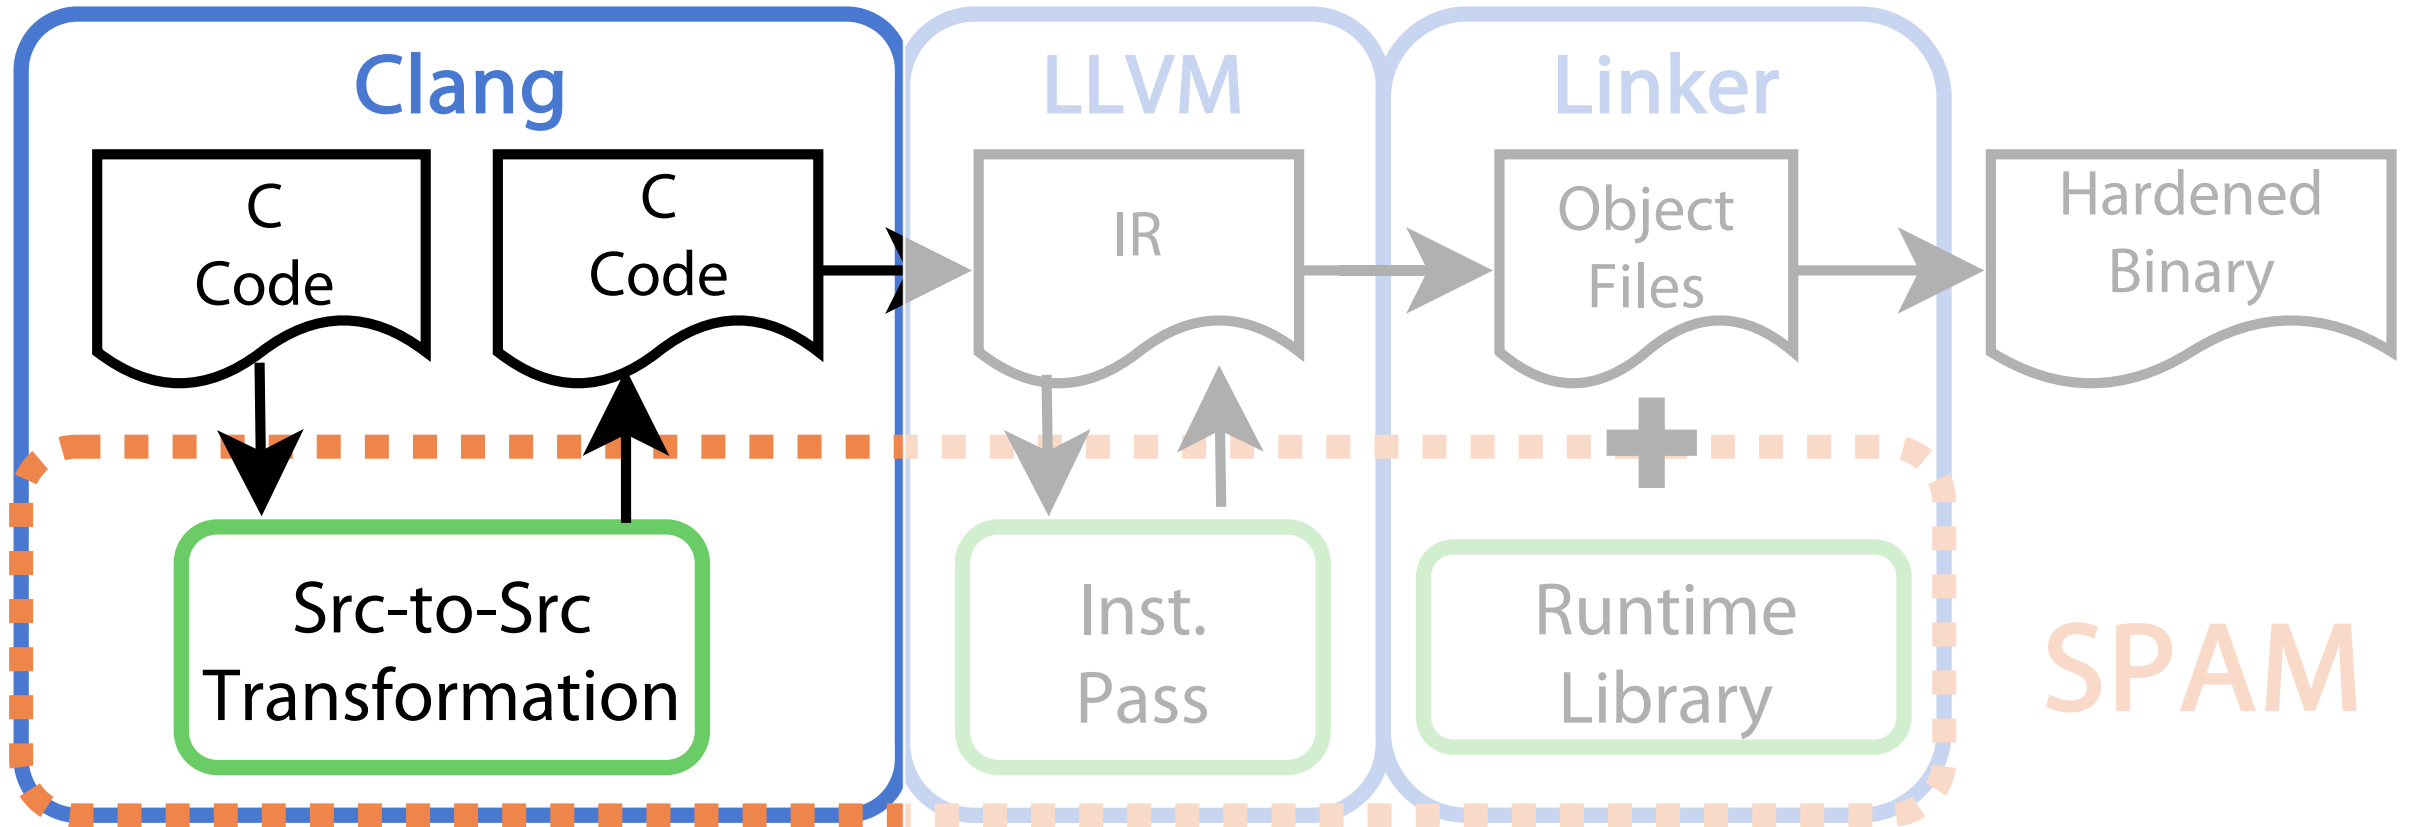 Clang
LLVM
Linker
C
Code
C
Code
IR
Object
Files
Hardened
Binary
Src-to-Src
Transformation
Inst.
Pass
Runtime
Library
SPAM